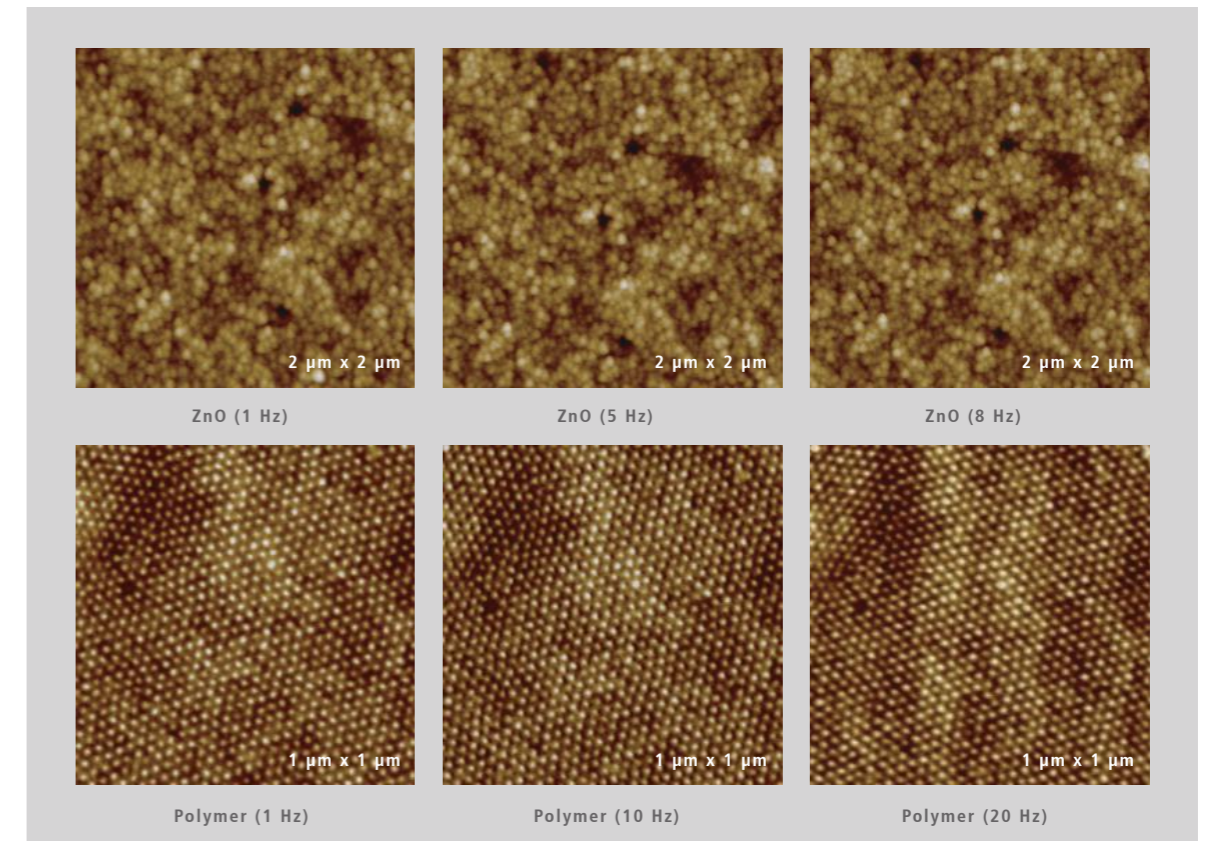 2 µm x 2 µm
2 µm x 2 µm
2 µm x 2 µm
ZnO (1 Hz)
ZnO (5 Hz)
ZnO (8 Hz)
1 µm x 1 µm
1 µm x 1 µm
1 µm x 1 µm
Polymer (1 Hz)
Polymer (10 Hz)
Polymer (20 Hz)